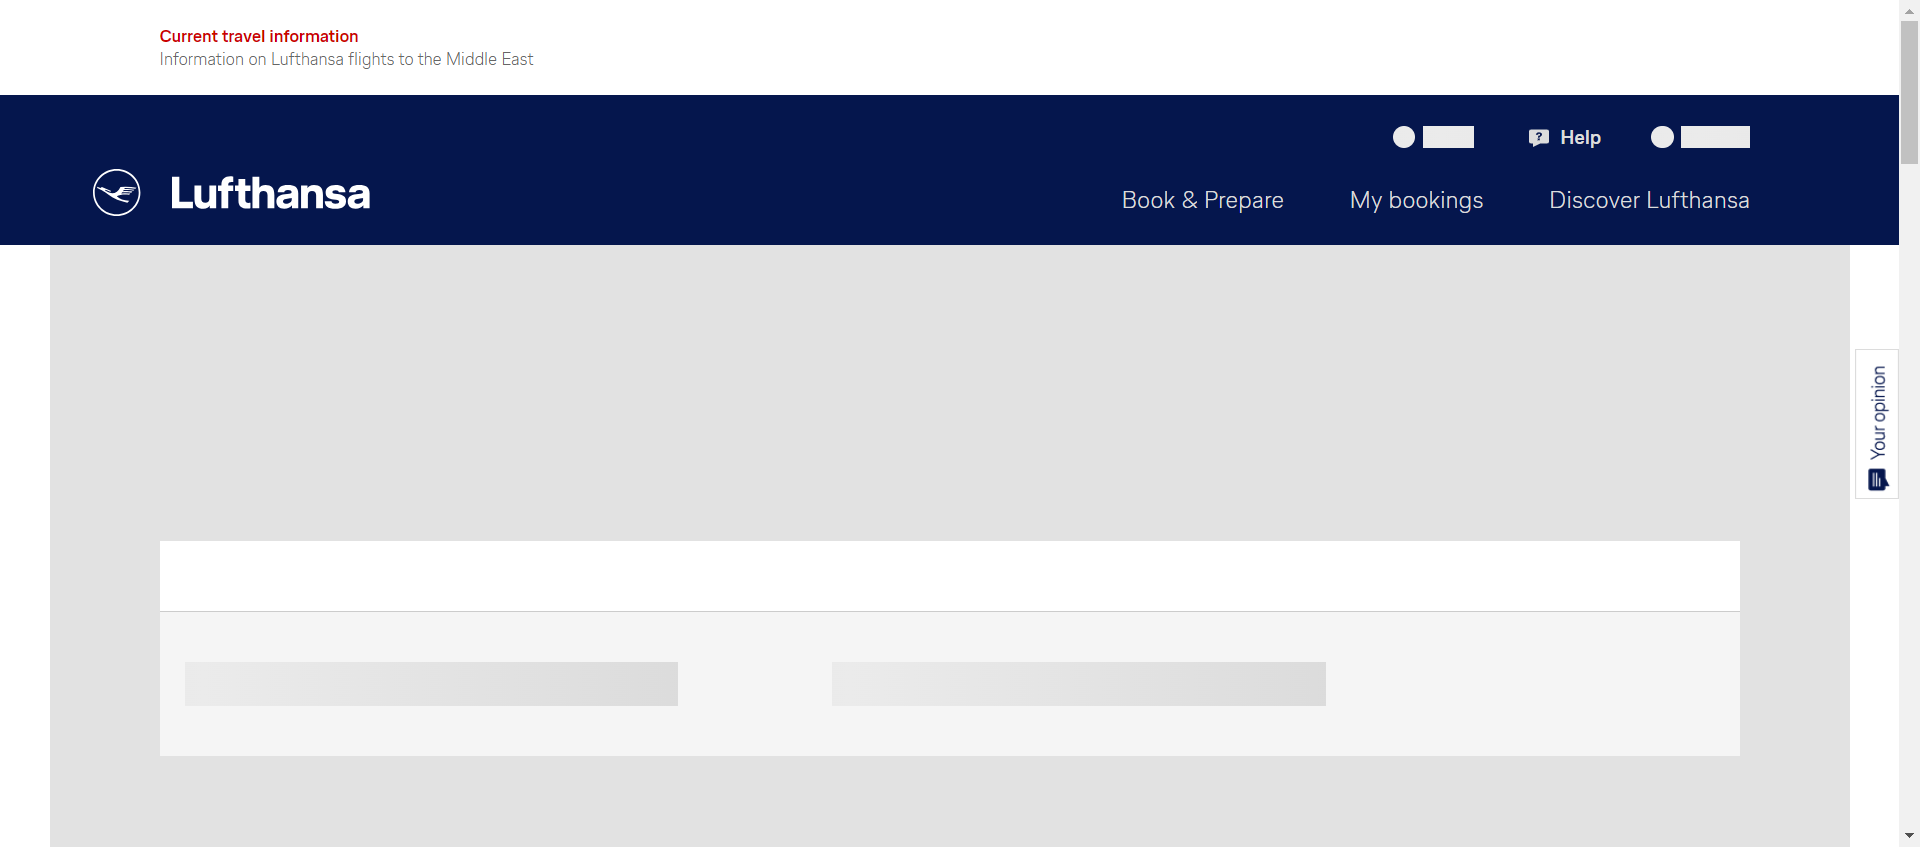 Current travel information
Information on Lufthansa flights to the Middle East
Help
Lufthansa
Book & Prepare
My bookings
Discover Lufthansa
Your opinion